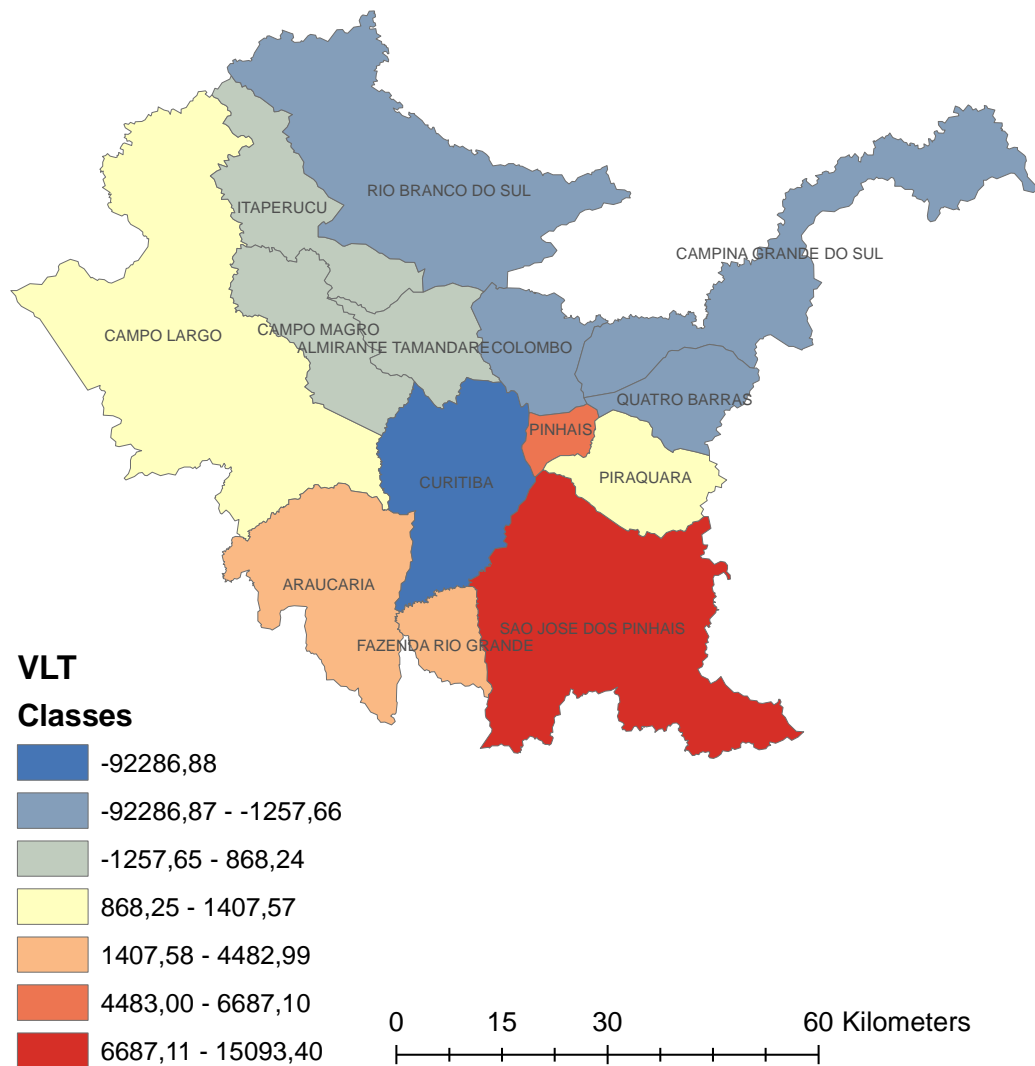 RIO BRANCO DO SUL
ITAPERUCU
CAMPINA GRANDE DO SUL
CAMPO MAGRO
CAMPO LARGO
ALMIRANTE TAMANDARE
COLOMBO
QUATRO BARRAS
PINHAIS
CURITIBA
PIRAQUARA
ARAUCARIA
SAO JOSE DOS PINHAIS
FAZENDA RIO GRANDE
VLT
Classes
-92286,88
-92286,87 - -1257,66
-1257,65 - 868,24
868,25 - 1407,57
1407,58 - 4482,99
4483,00 - 6687,10
6687,11 - 15093,40
0 15 30 60 Kilometers